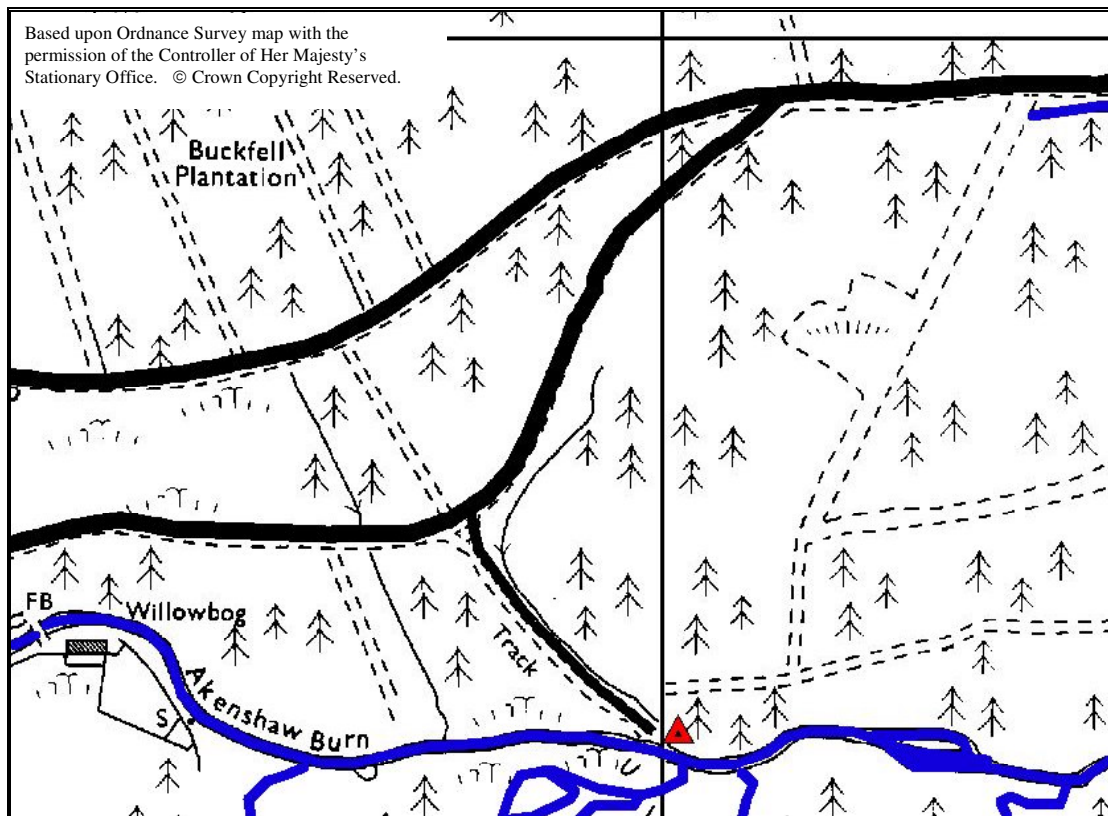 Based upon Ordnance Survey map with the
permission of the Controller of Her Majesty’s
Stationary Office. © Crown Copyright Reserved.
Buckfell
Plantation
FB
Willowbog
Track
Akenshaw Burn
S